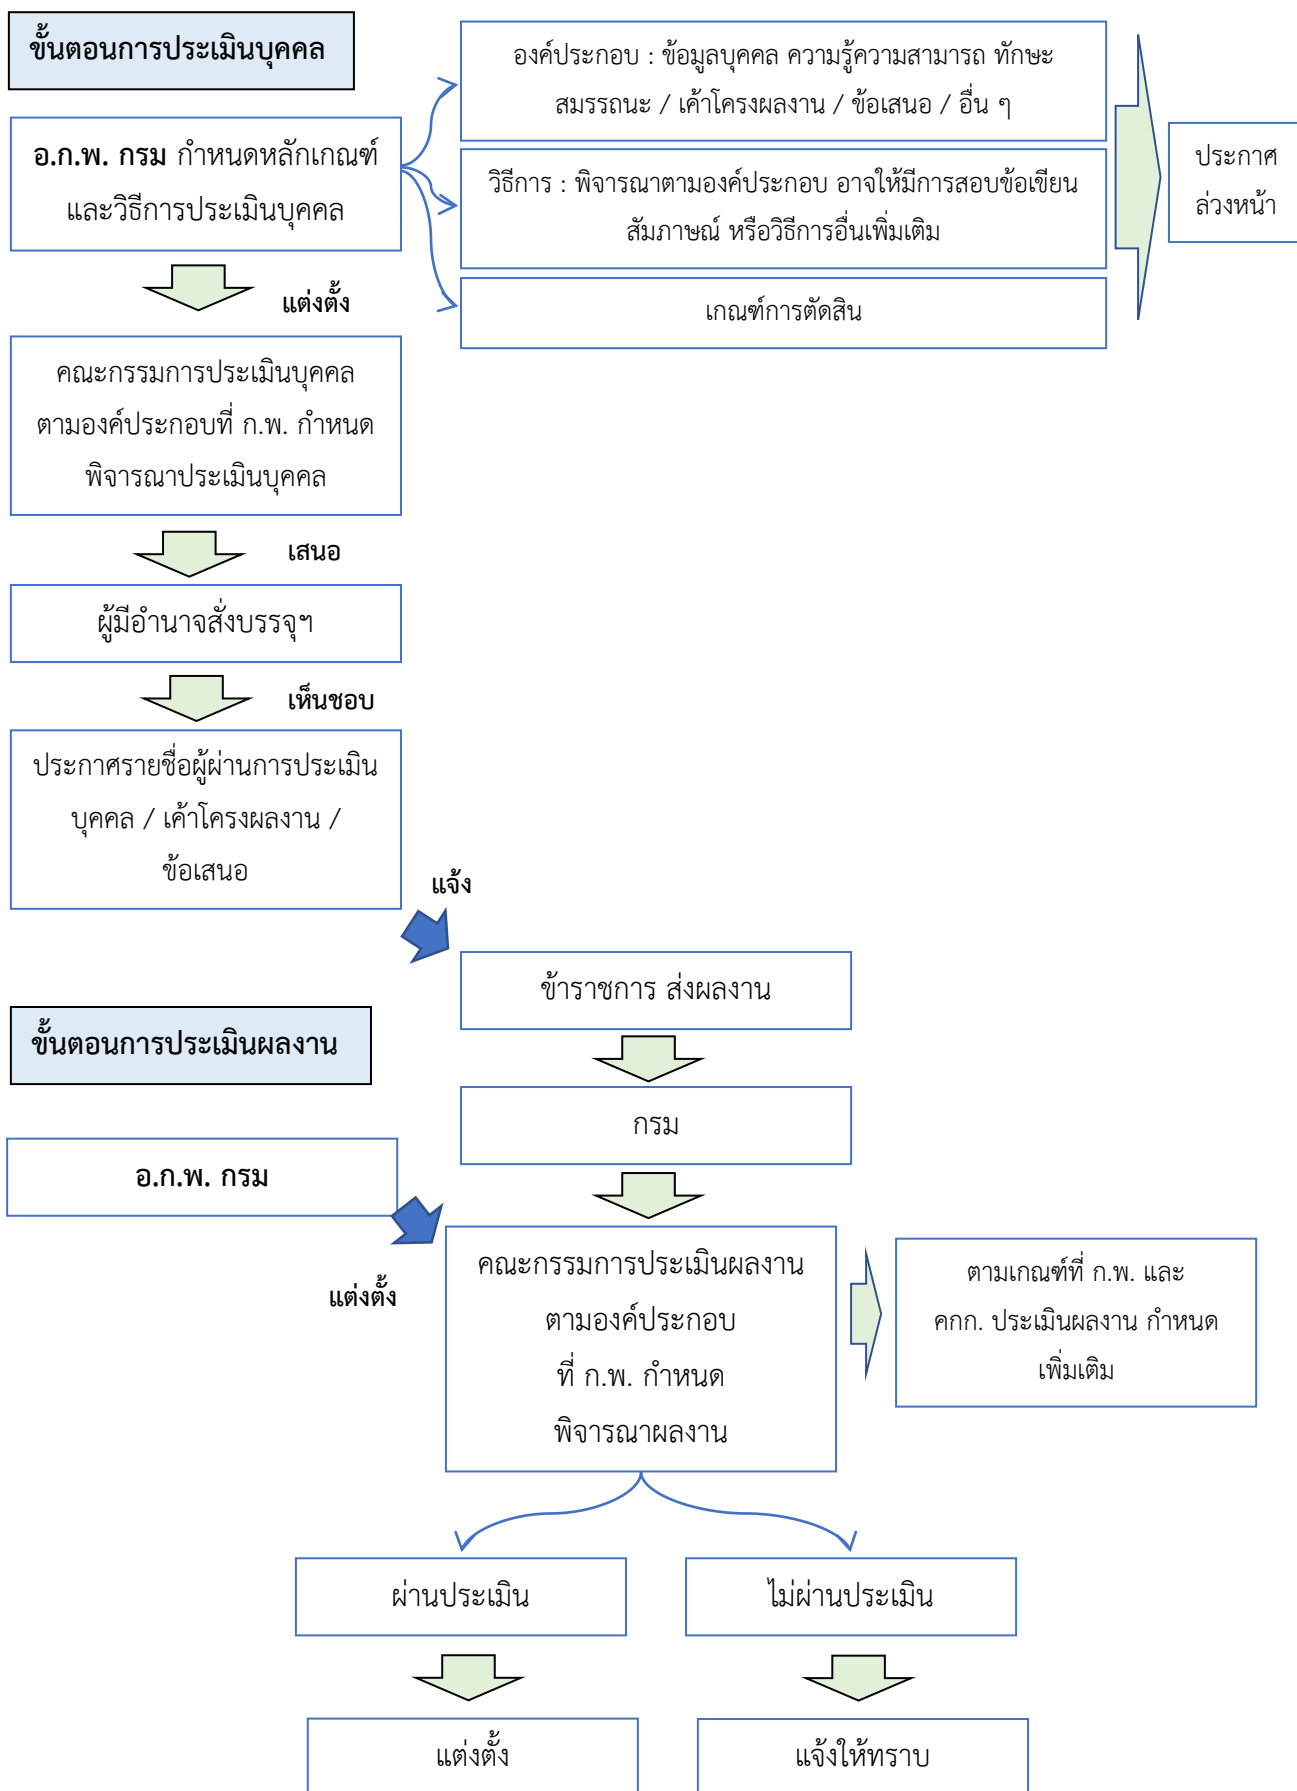 ขั้นตอนการประเมินบุคคล
อ.ก.พ. กรม กำหนดหลักเกณฑ์
และวิธีการประเมินบุคคล
องค์ประกอบ : ข้อมูลบุคคล ความรู้ความสามารถ ทักษะ
สมรรถนะ / เค้าโครงผลงาน / ข้อเสนอ / อื่น ๆ
วิธีการ : พิจารณาตามองค์ประกอบ อาจให้มีการสอบข้อเขียน
สัมภาษณ์ หรือวิธีการอื่นเพิ่มเติม
เกณฑ์การตัดสิน
ประกาศ
ล่วงหน้า
แต่งตั้ง
คณะกรรมการประเมินบุคคล
ตามองค์ประกอบที่ ก.พ. กำหนด
พิจารณาประเมินบุคคล
เสนอ
ผู้มีอำนาจสั่งบรรจุฯ
เห็นชอบ
ประกาศรายชื่อผู้ผ่านการประเมิน
บุคคล / เค้าโครงผลงาน /
ข้อเสนอ
แจ้ง
ข้าราชการ ส่งผลงาน
ขั้นตอนการประเมินผลงาน
กรม
อ.ก.พ. กรม
แต่งตั้ง
คณะกรรมการประเมินผลงาน
ตามองค์ประกอบ
ที่ ก.พ. กำหนด
พิจารณาผลงาน
ตามเกณฑ์ที่ ก.พ. และ
คกก. ประเมินผลงาน กำหนด
เพิ่มเติม
ผ่านประเมิน
ไม่ผ่านประเมิน
แต่งตั้ง
แจ้งให้ทราบ